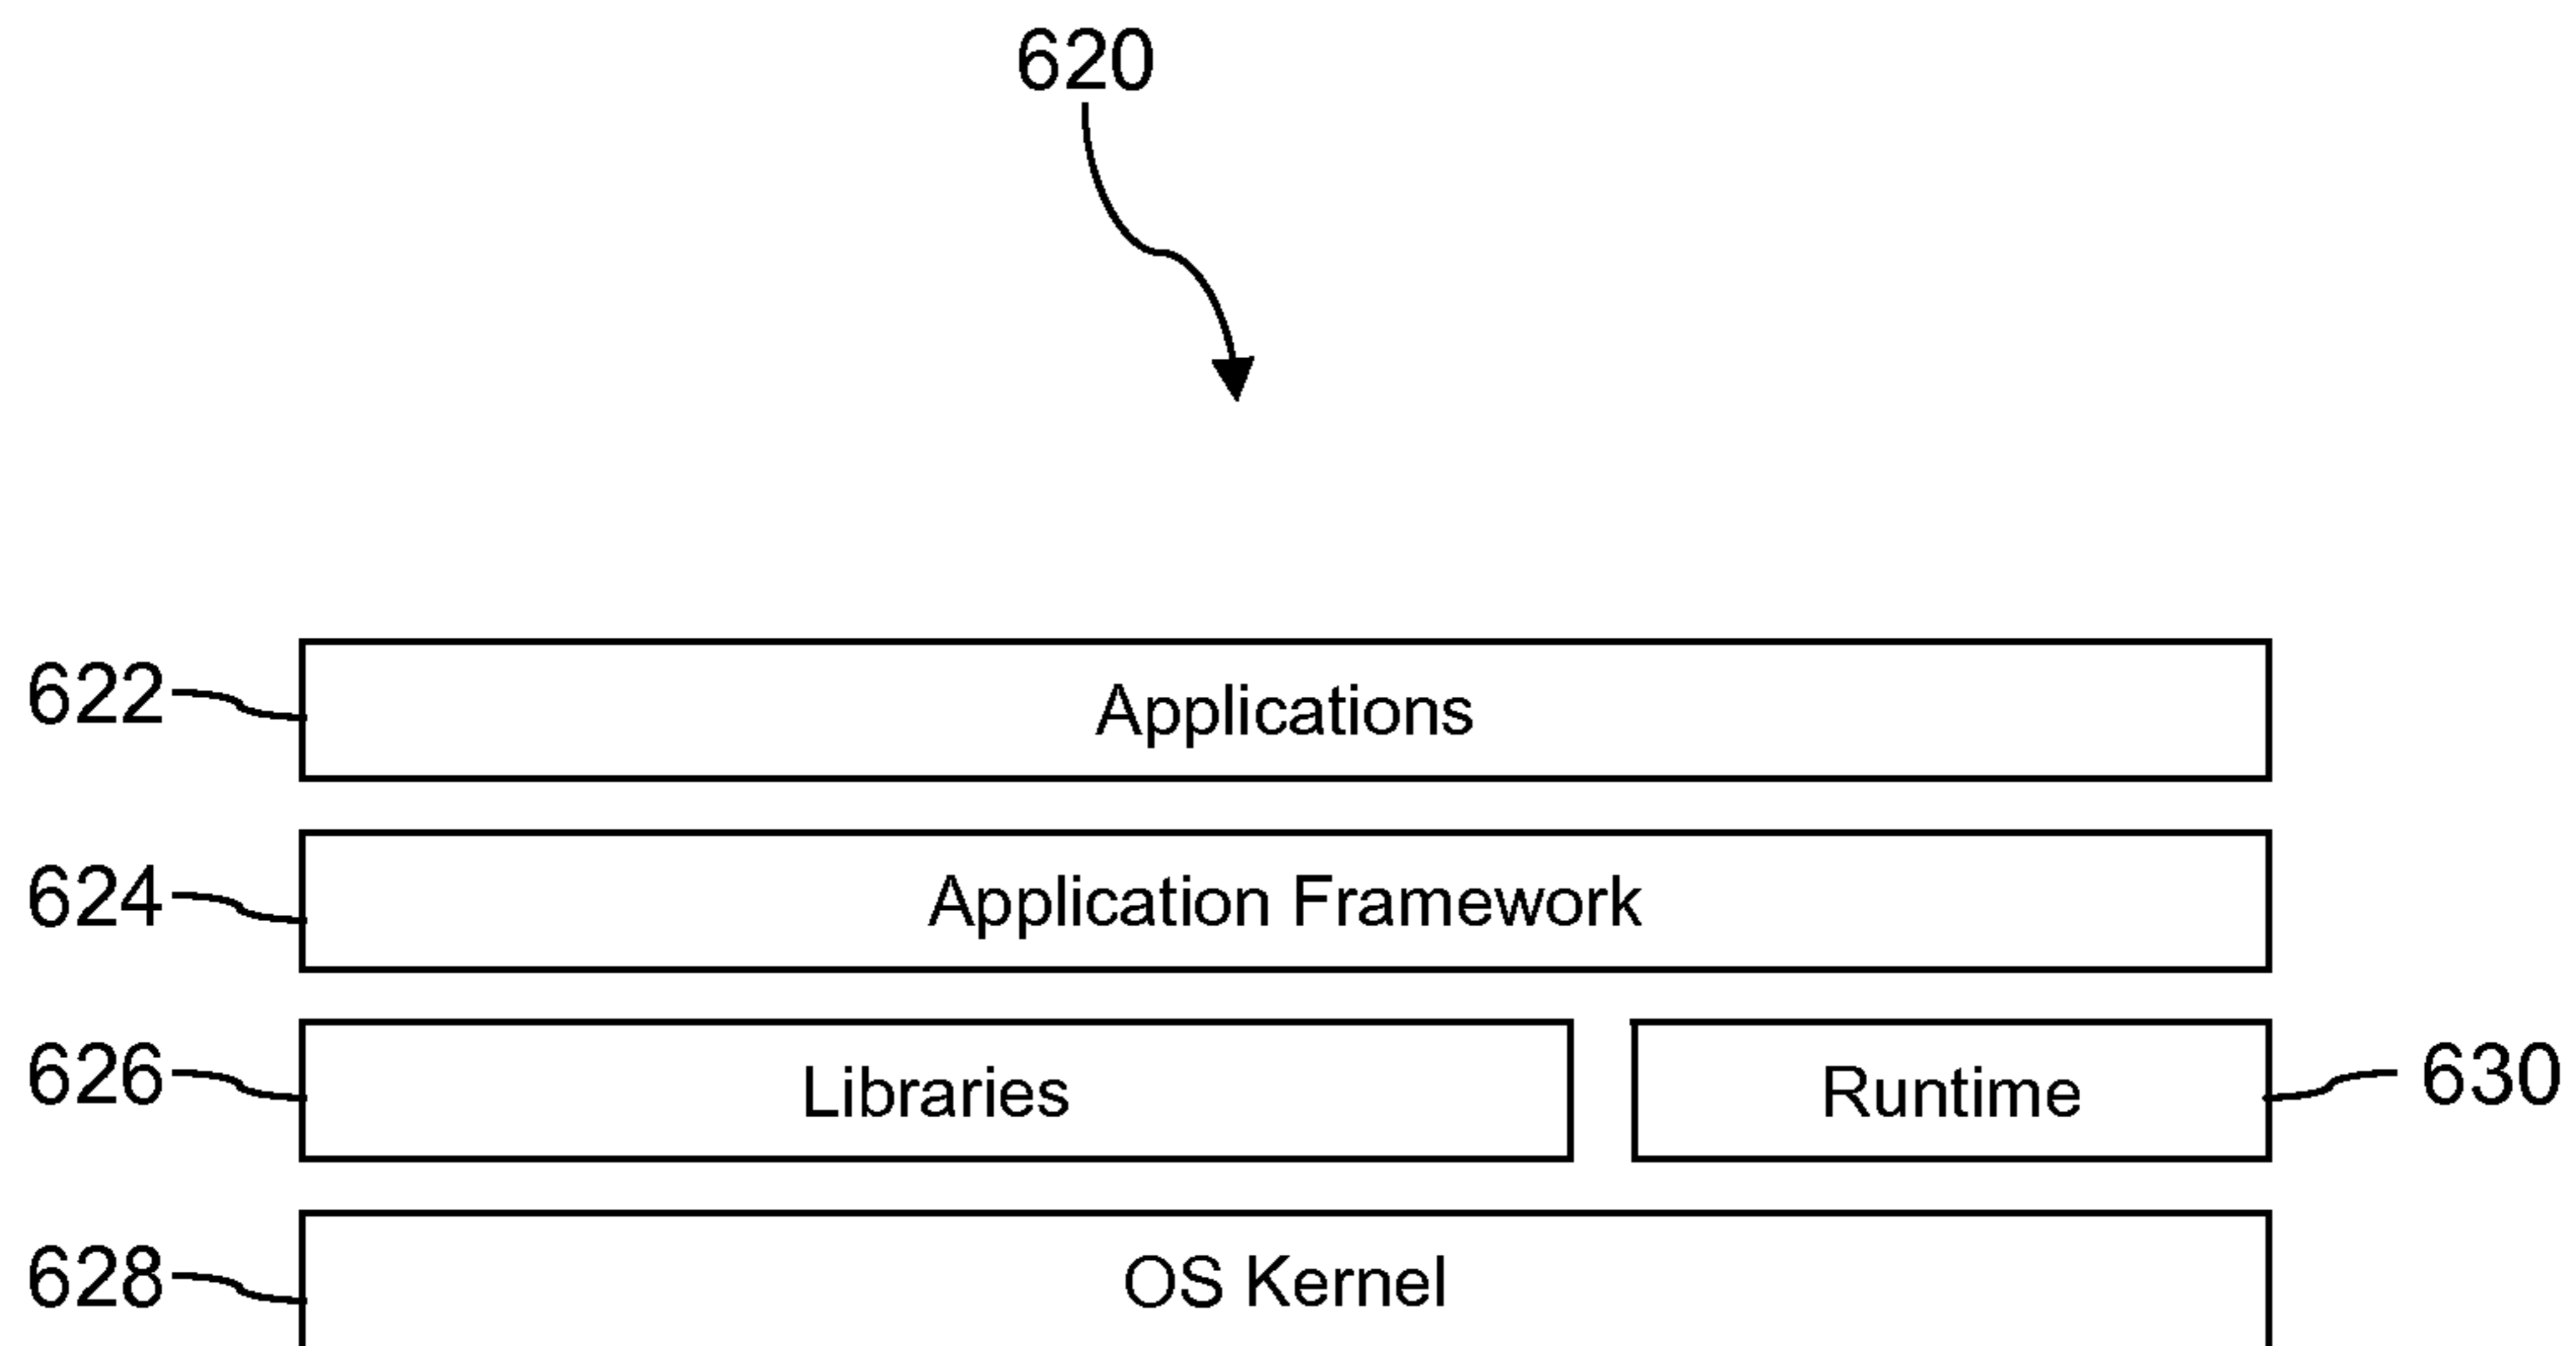 620
622 Applications
624 Application Framework
626 Libraries Runtime 630
628 OS Kernel